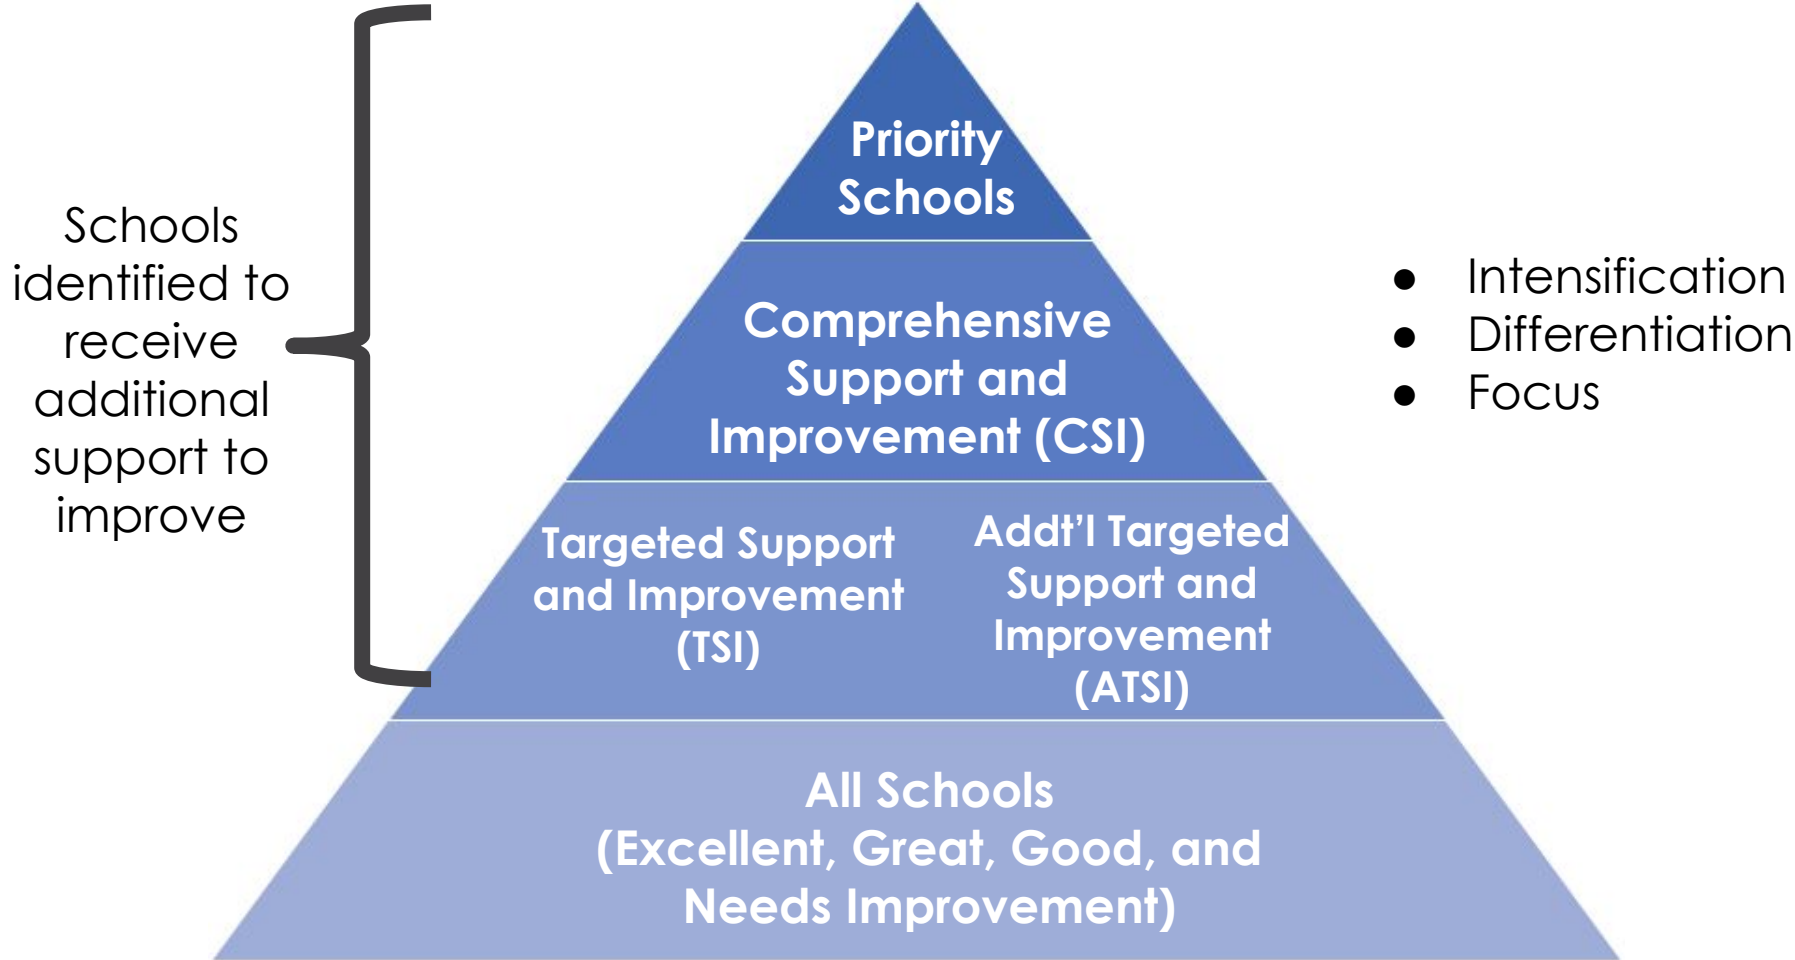 Schools
identified to
receive
additional
support to
improve
Priority
Schools
Comprehensive
Support and
Improvement (CSI)
Targeted Support
and Improvement
(TSI)
Addt’l Targeted
Support and
Improvement
(ATSI)
All Schools
(Excellent, Great, Good, and
Needs Improvement)
● Intensification
● Differentiation
● Focus